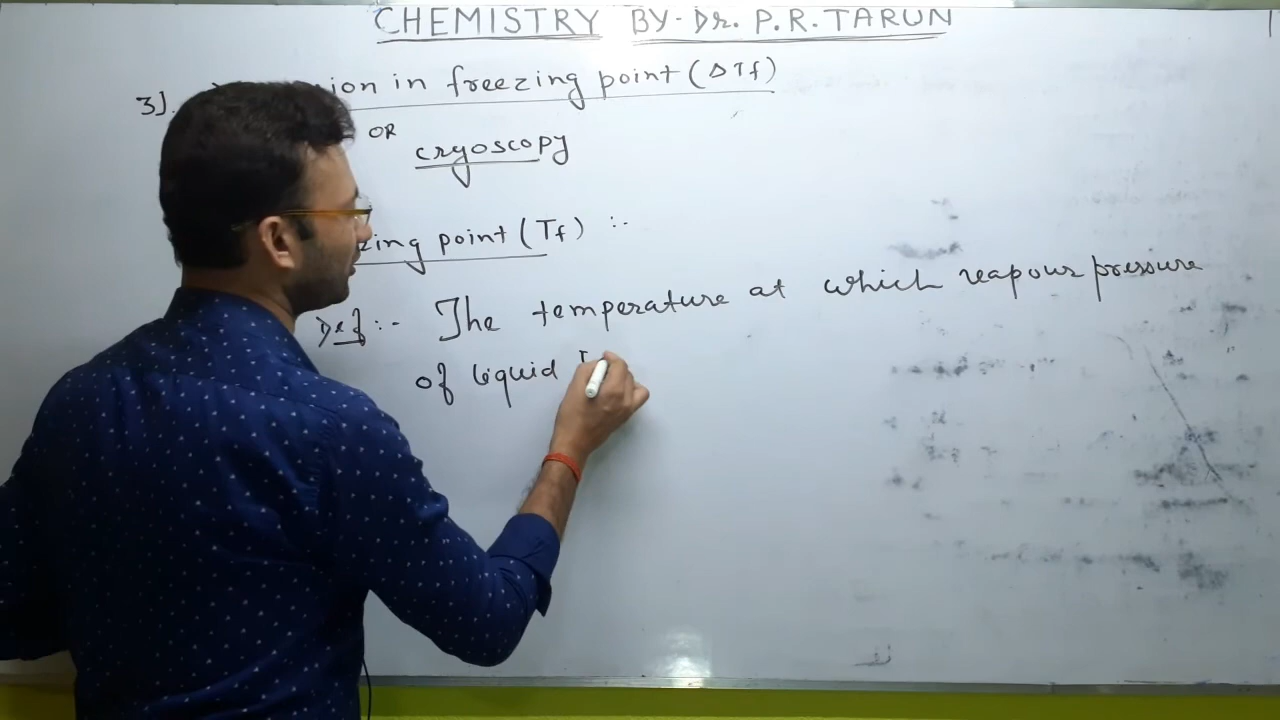 CHEMISTRY BY - Dr. P.R. TARUN
3]. ion in freezing point (ΔTf)
OR
cryoscopy
zing point (Tf) :-
Def :- The temperature at which vapour pressure
of liquid